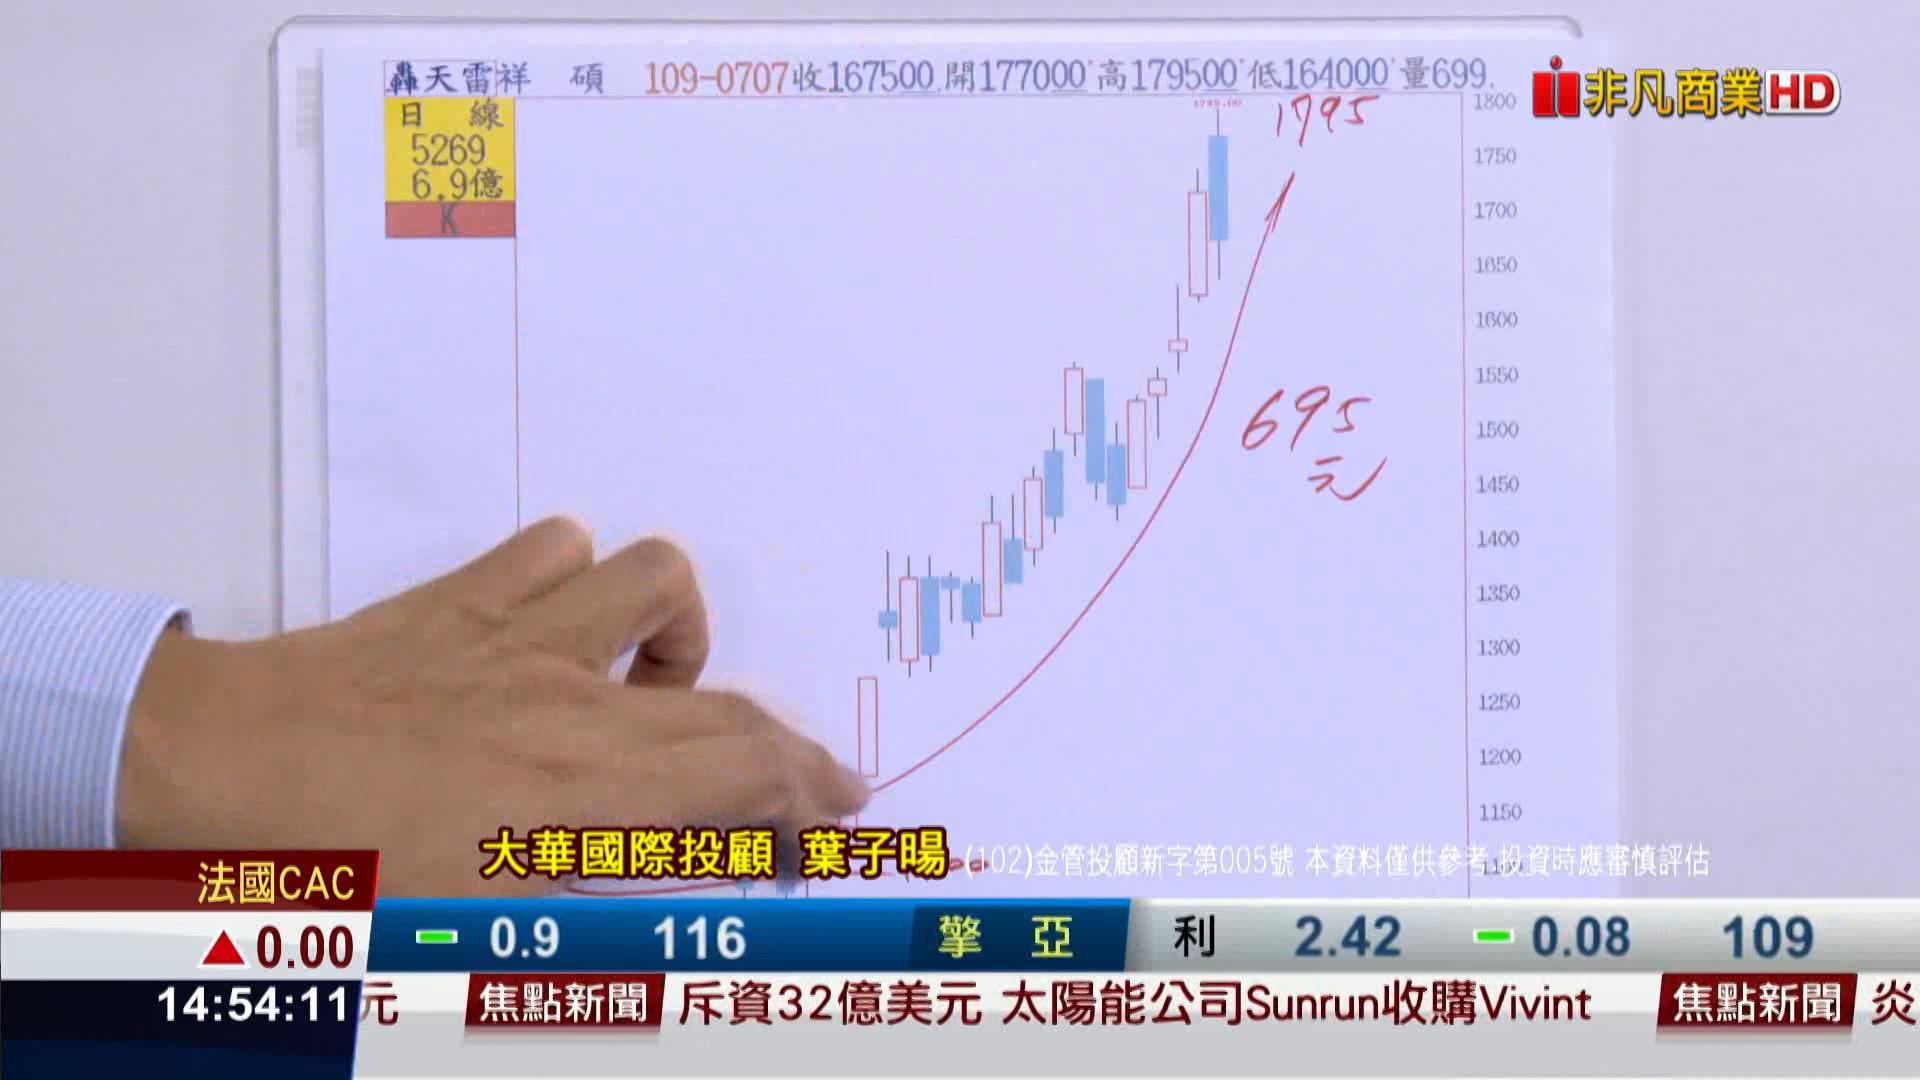 轟天雷祥 碩 109-0707收167500 開177000 高179500 低164000 量699.
非凡商業HD
日 線
5269
6.9億
K
1795.00
1795
1800
1750
1700
1650
1600
1550
695
元
1500
1450
1400
1350
1300
1250
1200
1150
大華國際投顧 葉子暘 (102)金管投顧新字第005號 本資料僅供參考 投資時應審慎評估
法國CAC
0.00
0.9 116 擎 亞 利 2.42 0.08 109
14:54:11 元 焦點新聞 斥資32億美元 太陽能公司Sunrun收購Vivint 焦點新聞 炎